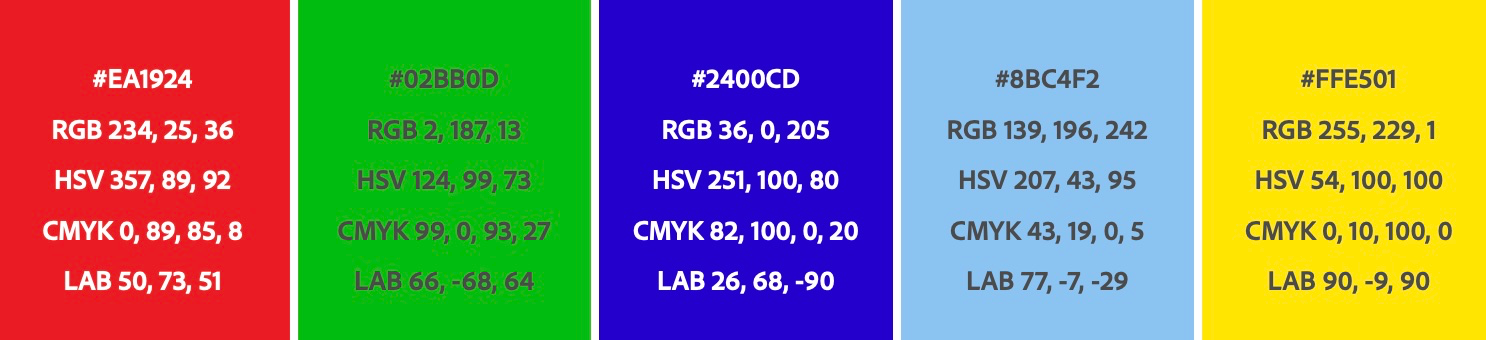 #EA1924
RGB 234, 25, 36
HSV 357, 89, 92
CMYK 0, 89, 85, 8
LAB 50, 73, 51
#02BB0D
RGB 2, 187, 13
HSV 124, 99, 73
CMYK 99, 0, 93, 27
LAB 66, -68, 64
#2400CD
RGB 36, 0, 205
HSV 251, 100, 80
CMYK 82, 100, 0, 20
LAB 26, 68, -90
#8BC4F2
RGB 139, 196, 242
HSV 207, 43, 95
CMYK 43, 19, 0, 5
LAB 77, -7, -29
#FFE501
RGB 255, 229, 1
HSV 54, 100, 100
CMYK 0, 10, 100, 0
LAB 90, -9, 90